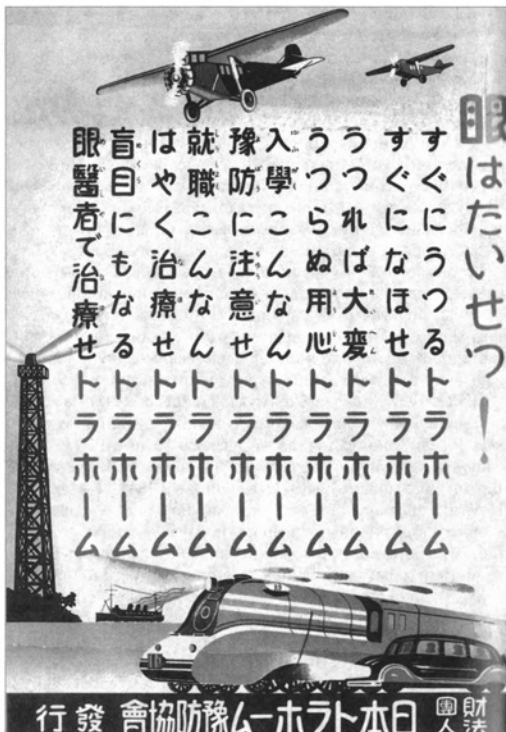 眼はたいせつ!
すぐにうつるトラホーム
すぐになほせトラホーム
うつれば大變トラホーム
うつらぬ用心トラホーム
入學こんなんトラホーム
豫防に注意せトラホーム
就職こんなんトラホーム
はやく治療せトラホーム
盲目にもなるトラホーム
眼醫者で治療せトラホーム
財團法人 日本トラホーム豫防協會 發行